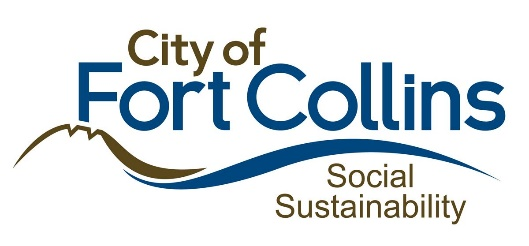 City of
Fort Collins
Social
Sustainability